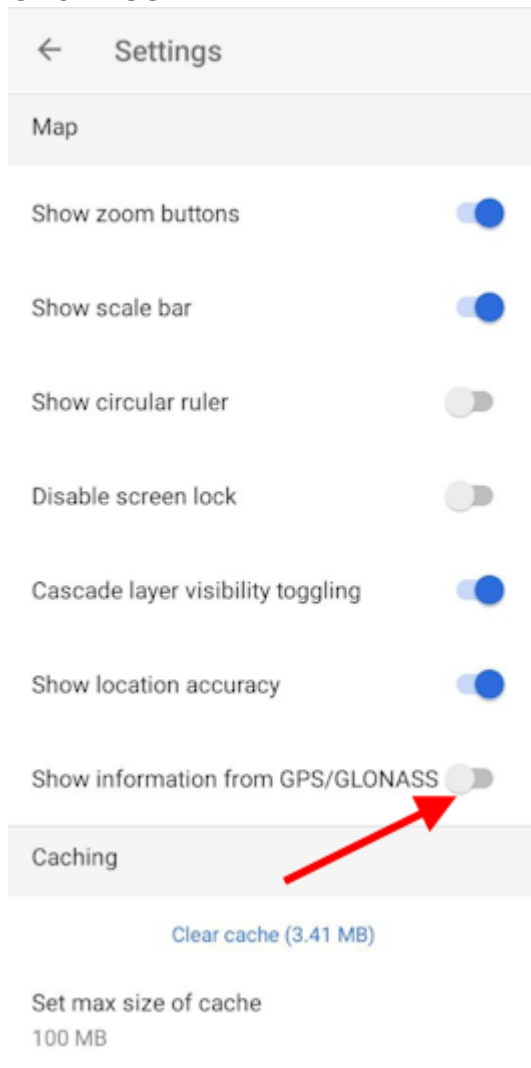 Settings
Map
Show zoom buttons
Show scale bar
Show circular ruler
Disable screen lock
Cascade layer visibility toggling
Show location accuracy
Show information from GPS/GLONASS
Caching
Clear cache (3.41 MB)
Set max size of cache
100 MB